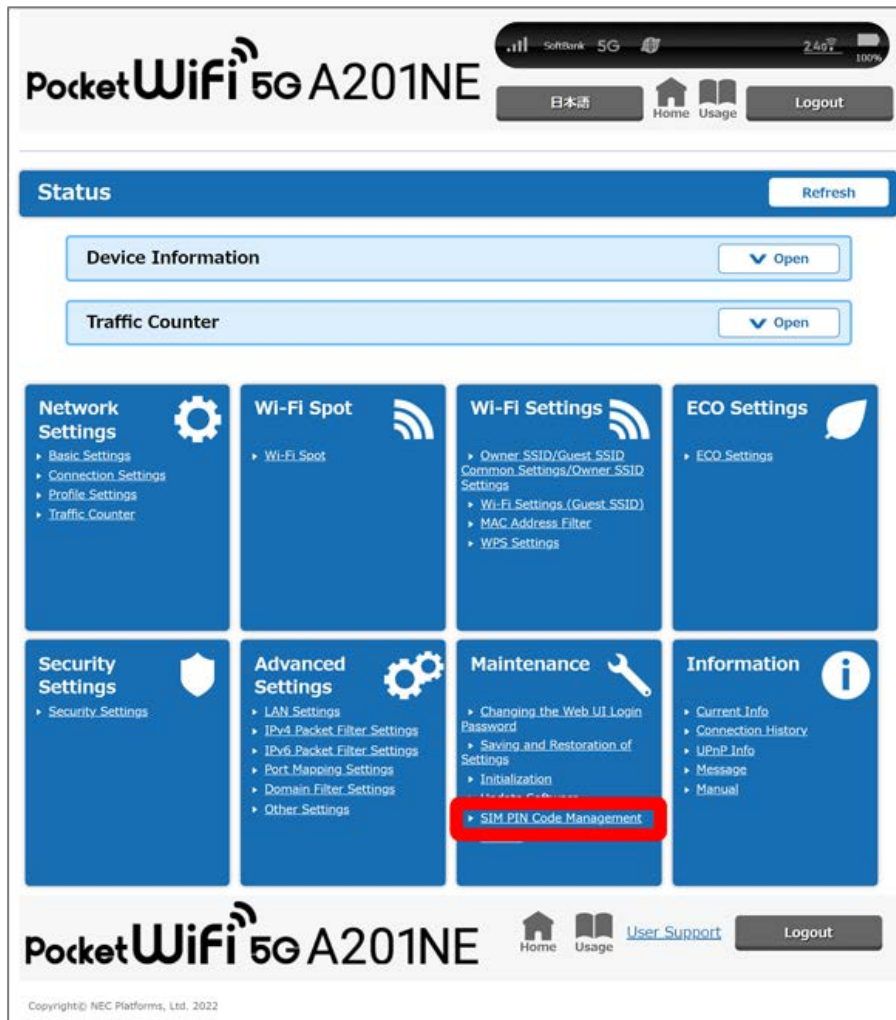 PocketWiFi 5G A201NE
SoftBank 5G 2.4G 100%
日本語 Home Usage Logout
Status Refresh
Device Information Open
Traffic Counter Open
Network
Settings
Basic Settings
Connection Settings
Profile Settings
Traffic Counter
Wi-Fi Spot
Wi-Fi Spot
Wi-Fi Settings
Owner SSID/Guest SSID
Common Settings/Owner SSID
Settings
Wi-Fi Settings (Guest SSID)
MAC Address Filter
WPS Settings
ECO Settings
ECO Settings
Security
Settings
Security Settings
Advanced
Settings
LAN Settings
IPv4 Packet Filter Settings
IPv6 Packet Filter Settings
Port Mapping Settings
Domain Filter Settings
Other Settings
Maintenance
Changing the Web UI Login
Password
Saving and Restoration of
Settings
Initialization
Update Software
SIM PIN Code Management
Information
Current Info
Connection History
UPnP Info
Message
Manual
PocketWiFi 5G A201NE
Home Usage User Support Logout
Copyright© NEC Platforms, Ltd. 2022